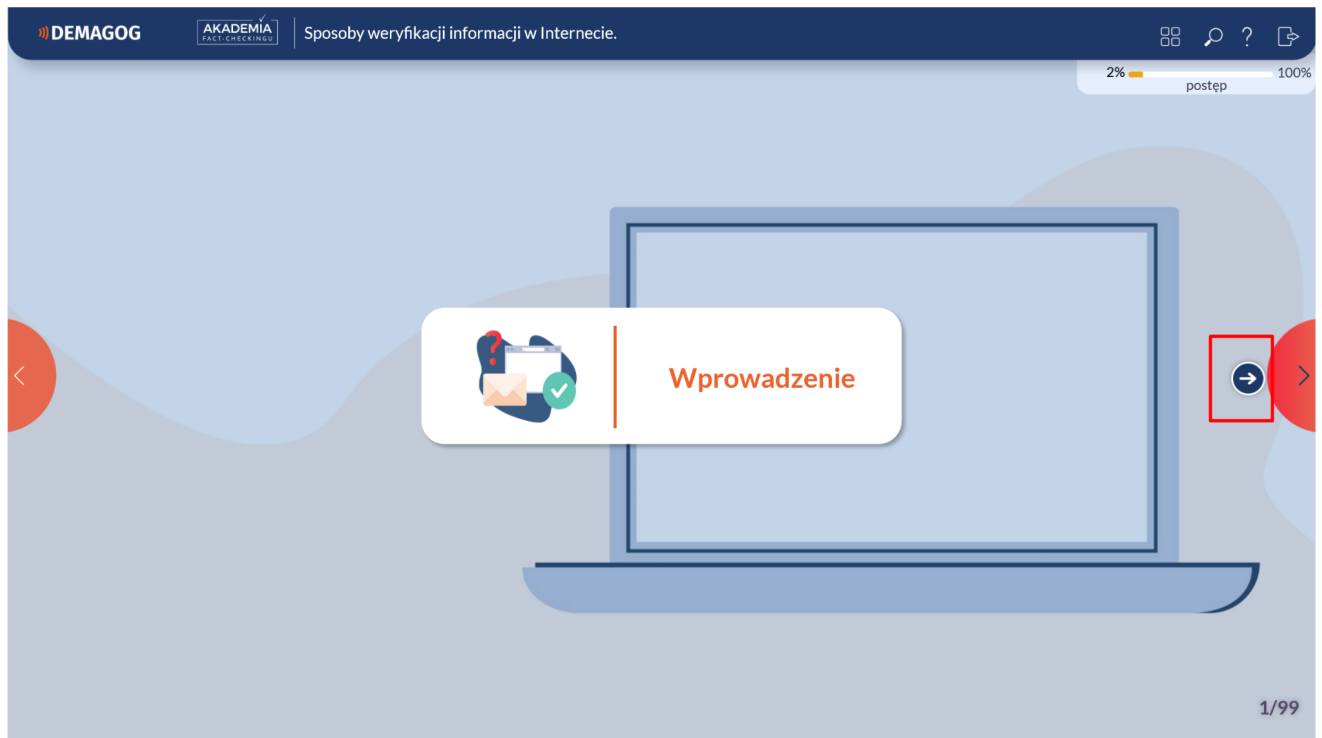 DEMAGOG
AKADEMIA
FACT-CHECKINGU
Sposoby weryfikacji informacji w Internecie.
?
2%
100%
postęp
?
Wprowadzenie
1/99